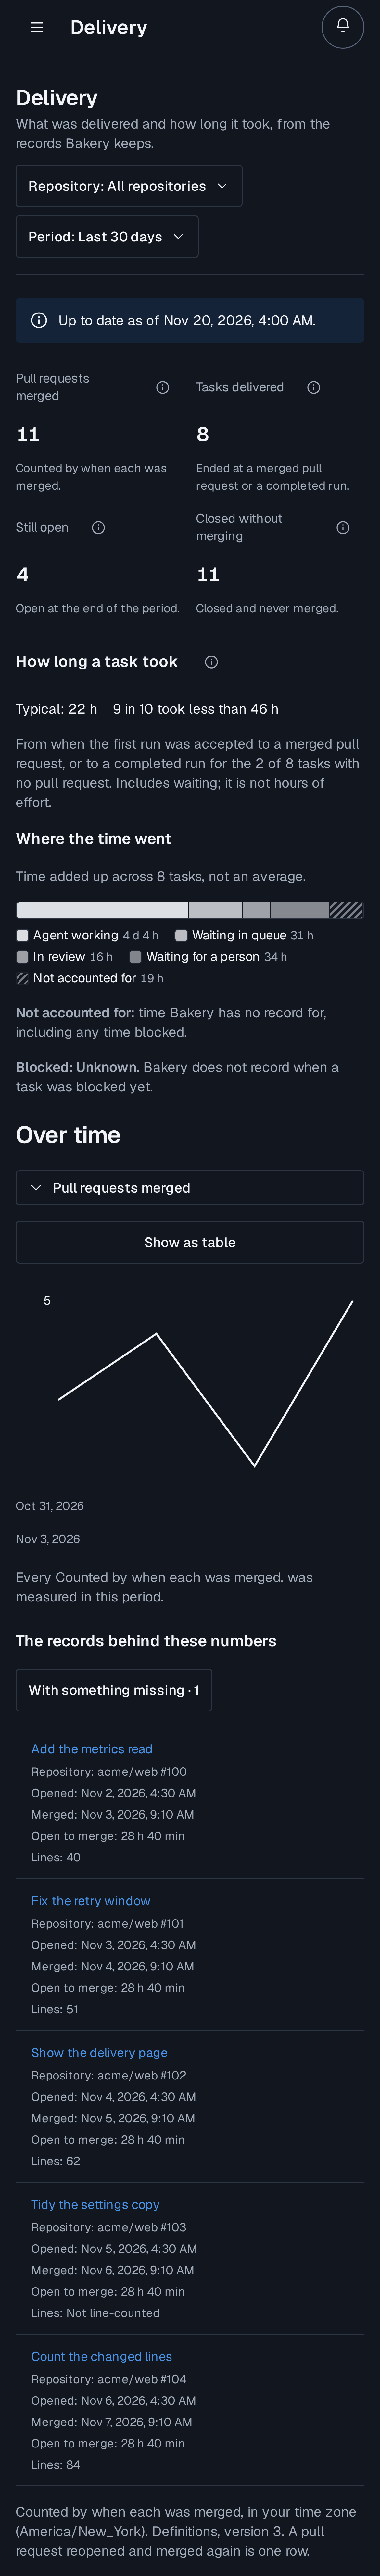 Delivery
Delivery
What was delivered and how long it took, from the
records Bakery keeps.
Repository: All repositories
Period: Last 30 days
Up to date as of Nov 20, 2026, 4:00 AM.
Pull requests
merged
Tasks delivered
11
8
Counted by when each was
merged.
Ended at a merged pull
request or a completed run.
Still open
Closed without
merging
4
11
Open at the end of the period.
Closed and never merged.
How long a task took
Typical: 22 h 9 in 10 took less than 46 h
From when the first run was accepted to a merged pull
request, or to a completed run for the 2 of 8 tasks with
no pull request. Includes waiting; it is not hours of
effort.
Where the time went
Time added up across 8 tasks, not an average.
Agent working 4 d 4 h Waiting in queue 31 h
In review 16 h Waiting for a person 34 h
Not accounted for 19 h
Not accounted for: time Bakery has no record for,
including any time blocked.
Blocked: Unknown. Bakery does not record when a
task was blocked yet.
Over time
Pull requests merged
Show as table
5
Oct 31, 2026
Nov 3, 2026
Every Counted by when each was merged. was
measured in this period.
The records behind these numbers
With something missing · 1
Add the metrics read
Repository: acme/web #100
Opened: Nov 2, 2026, 4:30 AM
Merged: Nov 3, 2026, 9:10 AM
Open to merge: 28 h 40 min
Lines: 40
Fix the retry window
Repository: acme/web #101
Opened: Nov 3, 2026, 4:30 AM
Merged: Nov 4, 2026, 9:10 AM
Open to merge: 28 h 40 min
Lines: 51
Show the delivery page
Repository: acme/web #102
Opened: Nov 4, 2026, 4:30 AM
Merged: Nov 5, 2026, 9:10 AM
Open to merge: 28 h 40 min
Lines: 62
Tidy the settings copy
Repository: acme/web #103
Opened: Nov 5, 2026, 4:30 AM
Merged: Nov 6, 2026, 9:10 AM
Open to merge: 28 h 40 min
Lines: Not line-counted
Count the changed lines
Repository: acme/web #104
Opened: Nov 6, 2026, 4:30 AM
Merged: Nov 7, 2026, 9:10 AM
Open to merge: 28 h 40 min
Lines: 84
Counted by when each was merged, in your time zone
(America/New_York). Definitions, version 3. A pull
request reopened and merged again is one row.